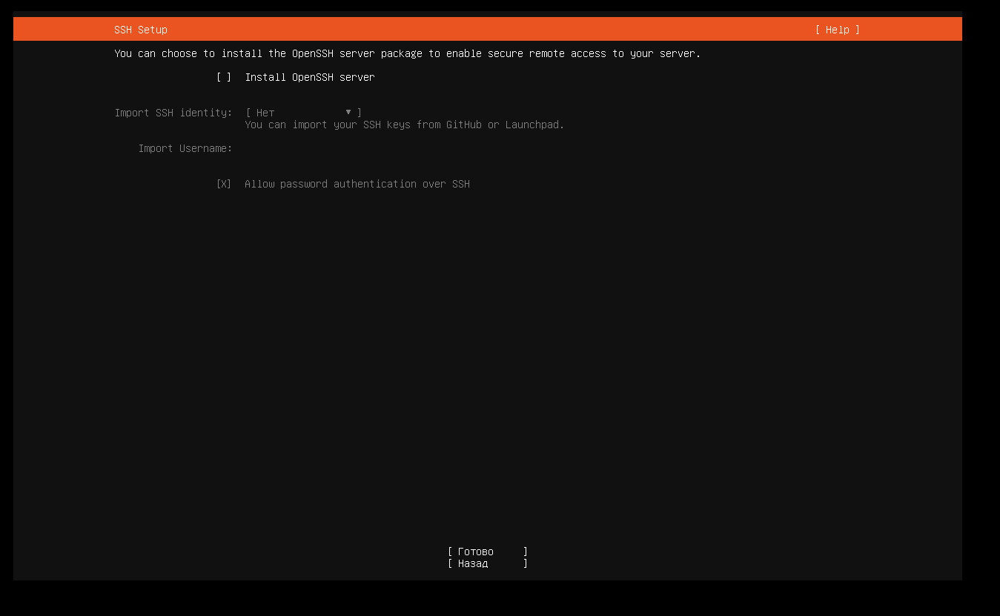 SSH Setup [ Help ]
You can choose to install the OpenSSH server package to enable secure remote access to your server.
[ ] Install OpenSSH server
Import SSH identity: [ Нет ▼ ]
You can import your SSH keys from GitHub or Launchpad.
Import Username:
[X] Allow password authentication over SSH
[ Готово ]
[ Назад ]